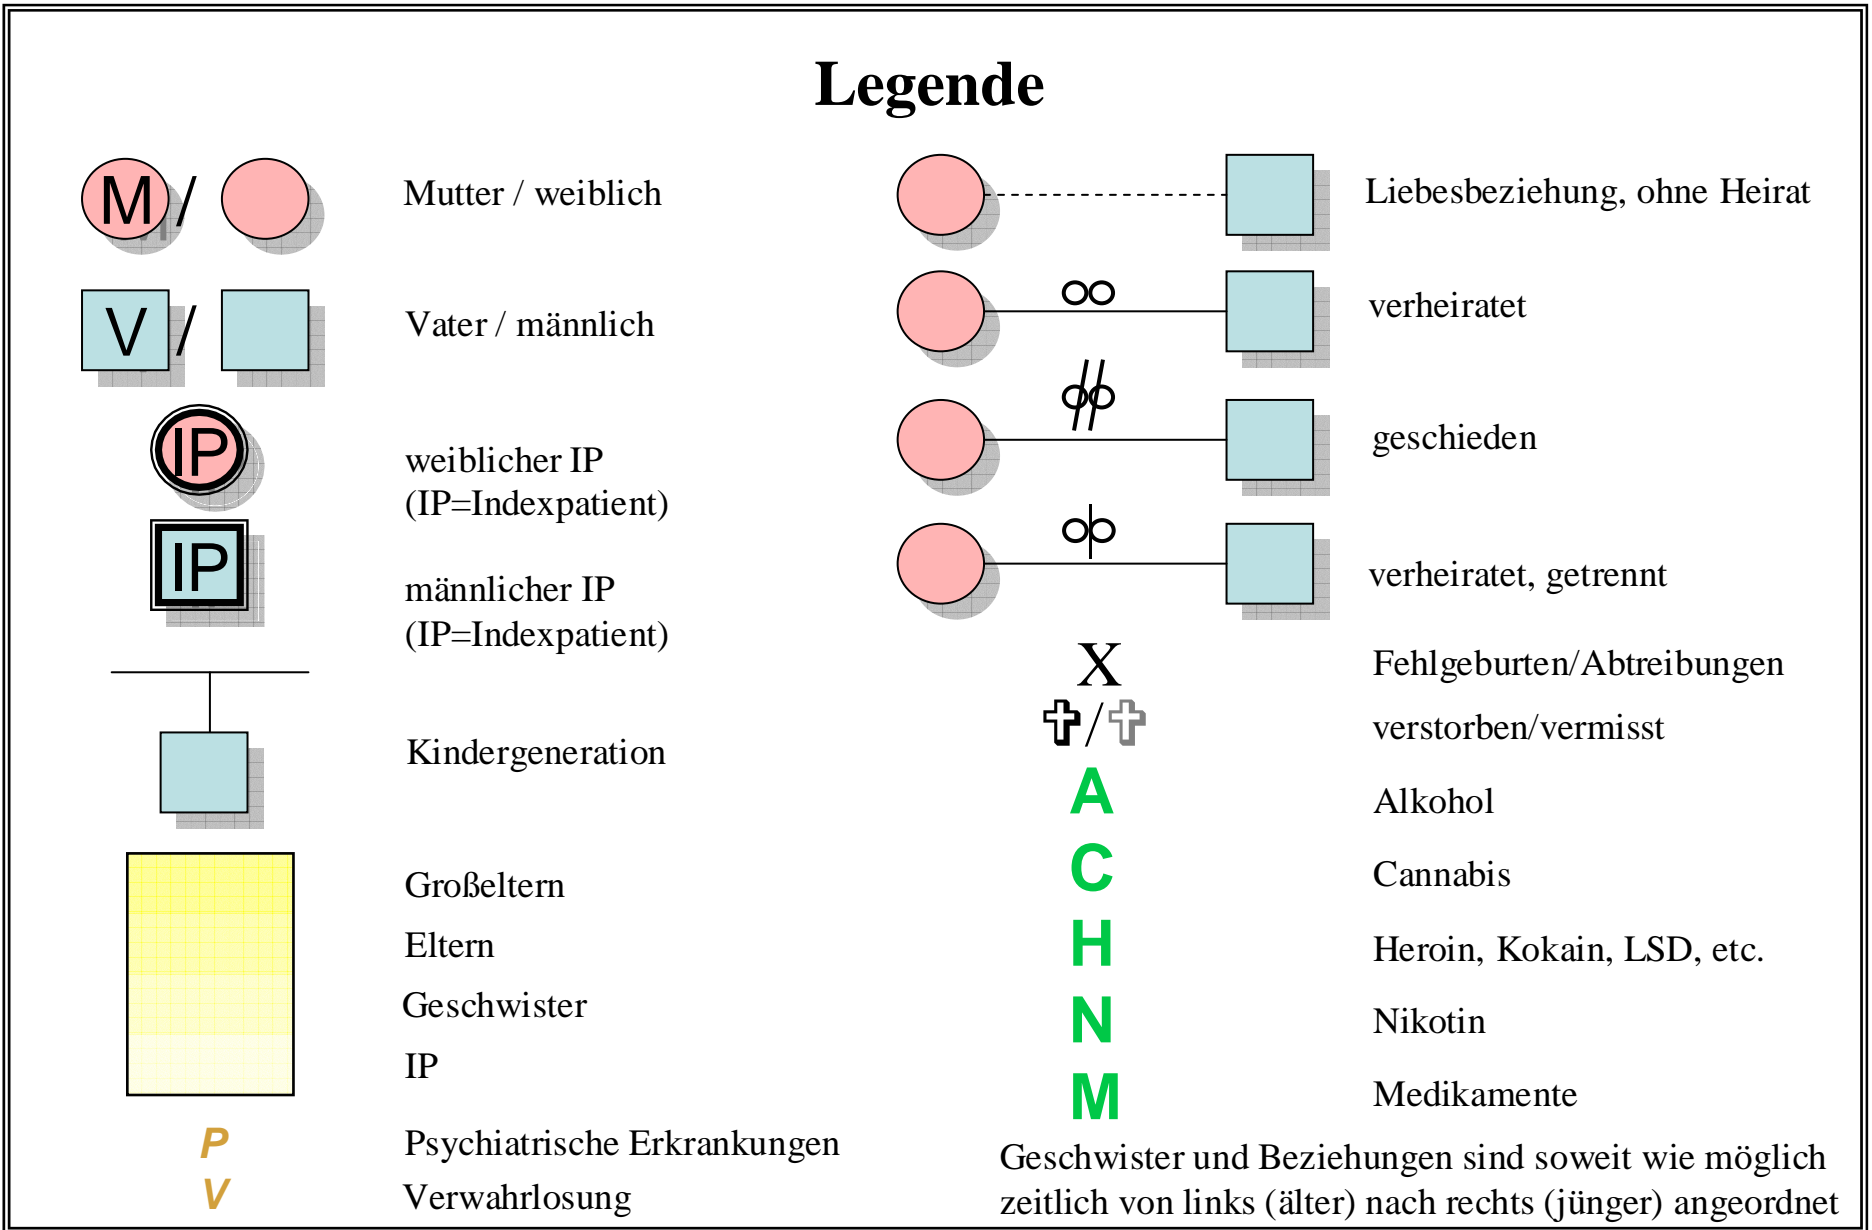 Legende
M / Mutter / weiblich
V / Vater / männlich
IP weiblicher IP
(IP=Indexpatient)
IP männlicher IP
(IP=Indexpatient)
Kindergeneration
Großeltern
Eltern
Geschwister
IP
P Psychiatrische Erkrankungen
V Verwahrlosung
Liebesbeziehung, ohne Heirat
verheiratet
geschieden
verheiratet, getrennt
X Fehlgeburten/Abtreibungen
✞/✞ verstorben/vermisst
A Alkohol
C Cannabis
H Heroin, Kokain, LSD, etc.
N Nikotin
M Medikamente
Geschwister und Beziehungen sind soweit wie möglich
zeitlich von links (älter) nach rechts (jünger) angeordnet